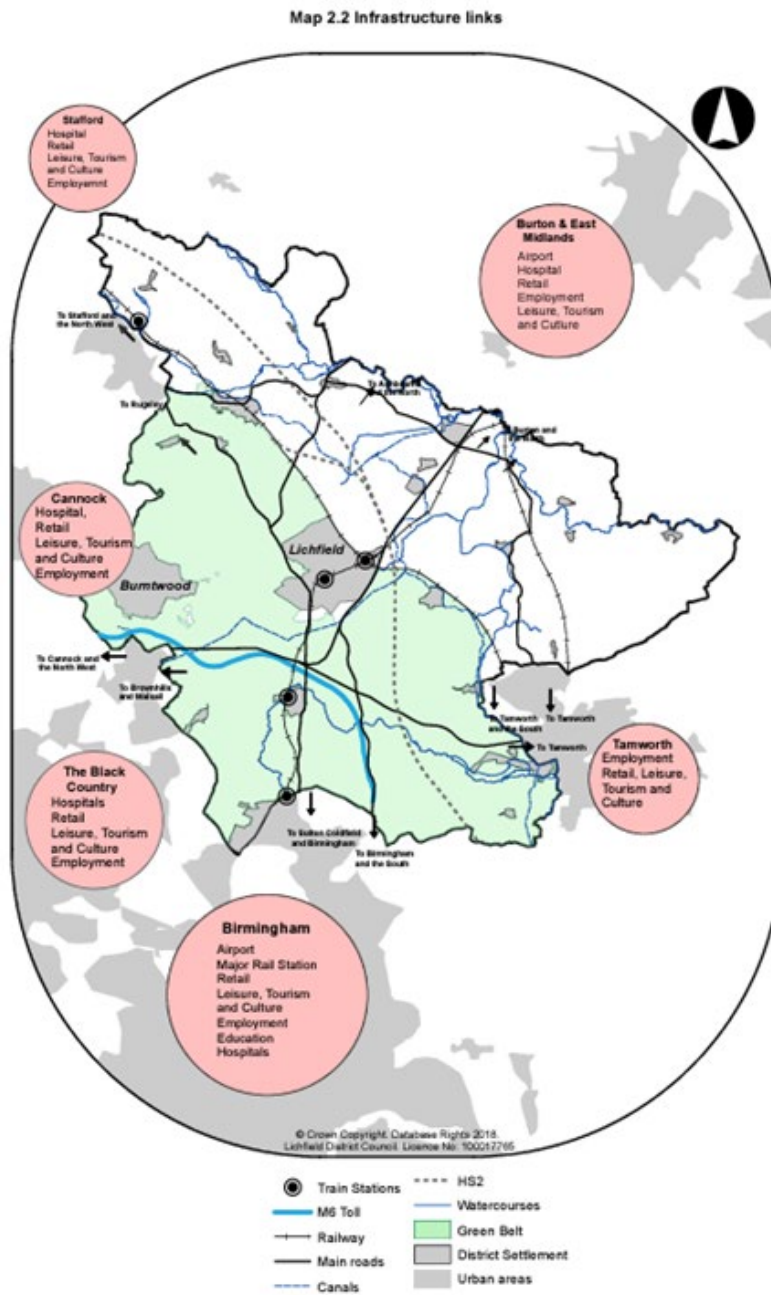 Map 2.2 Infrastructure links
Stafford
Hospital
Retail
Leisure, Tourism
and Culture
Employemnt
Burton & East
Midlands
Airport
Hospital
Retail
Employment
Leisure, Tourism
and Cutlure
To Stafford and
the North West
To Rugeley
Cannock
Hospital,
Retail
Leisure, Tourism
and Culture
Employment
Lichfield
Burntwood
To Cannock and
the North West
To Brownhills
and Walsall
To Tamworth
and the South
To Tamworth
To Tamworth
The Black
Country
Hospitals
Retail
Leisure, Tourism
and Culture
Employment
Tamworth
Employment
Retail, Leisure,
Tourism and
Culture
To Sutton Coldfield
and Birmingham
To Birmingham
and the South
Birmingham
Airport
Major Rail Station
Retail
Leisure, Tourism
and Culture
Employment
Education
Hospitals
© Crown Copyright. Database Rights 2018.
Lichfield District Council. Licence No: 100017765
Train Stations
M6 Toll
Railway
Main roads
Canals
HS2
Watercourses
Green Belt
District Settlement
Urban areas